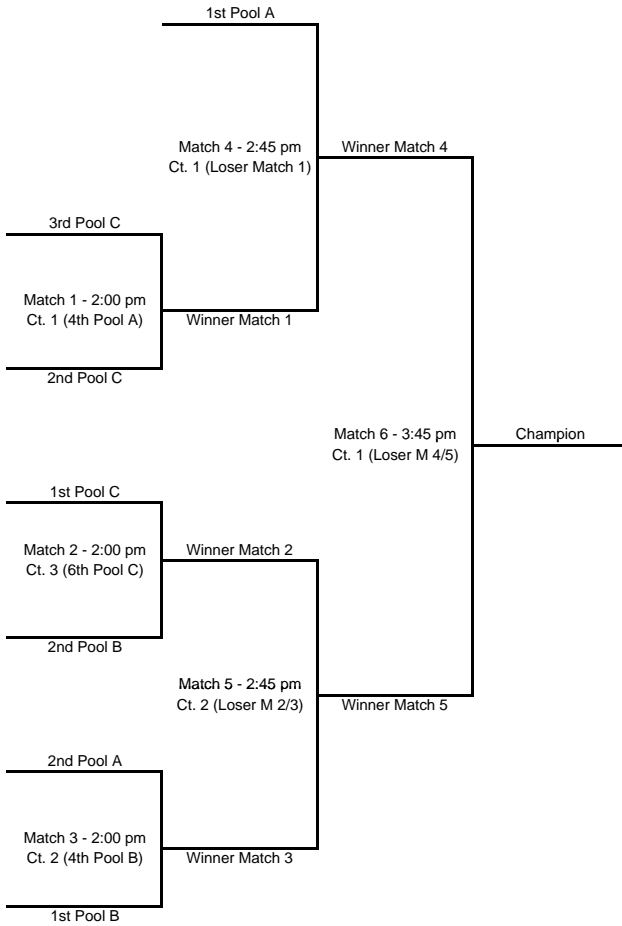 1st Pool A
Match 4 - 2:45 pm
Ct. 1 (Loser Match 1)
Winner Match 4
3rd Pool C
Match 1 - 2:00 pm
Ct. 1 (4th Pool A)
Winner Match 1
2nd Pool C
Match 6 - 3:45 pm
Ct. 1 (Loser M 4/5)
Champion
1st Pool C
Match 2 - 2:00 pm
Ct. 3 (6th Pool C)
Winner Match 2
2nd Pool B
Match 5 - 2:45 pm
Ct. 2 (Loser M 2/3)
Winner Match 5
2nd Pool A
Match 3 - 2:00 pm
Ct. 2 (4th Pool B)
Winner Match 3
1st Pool B